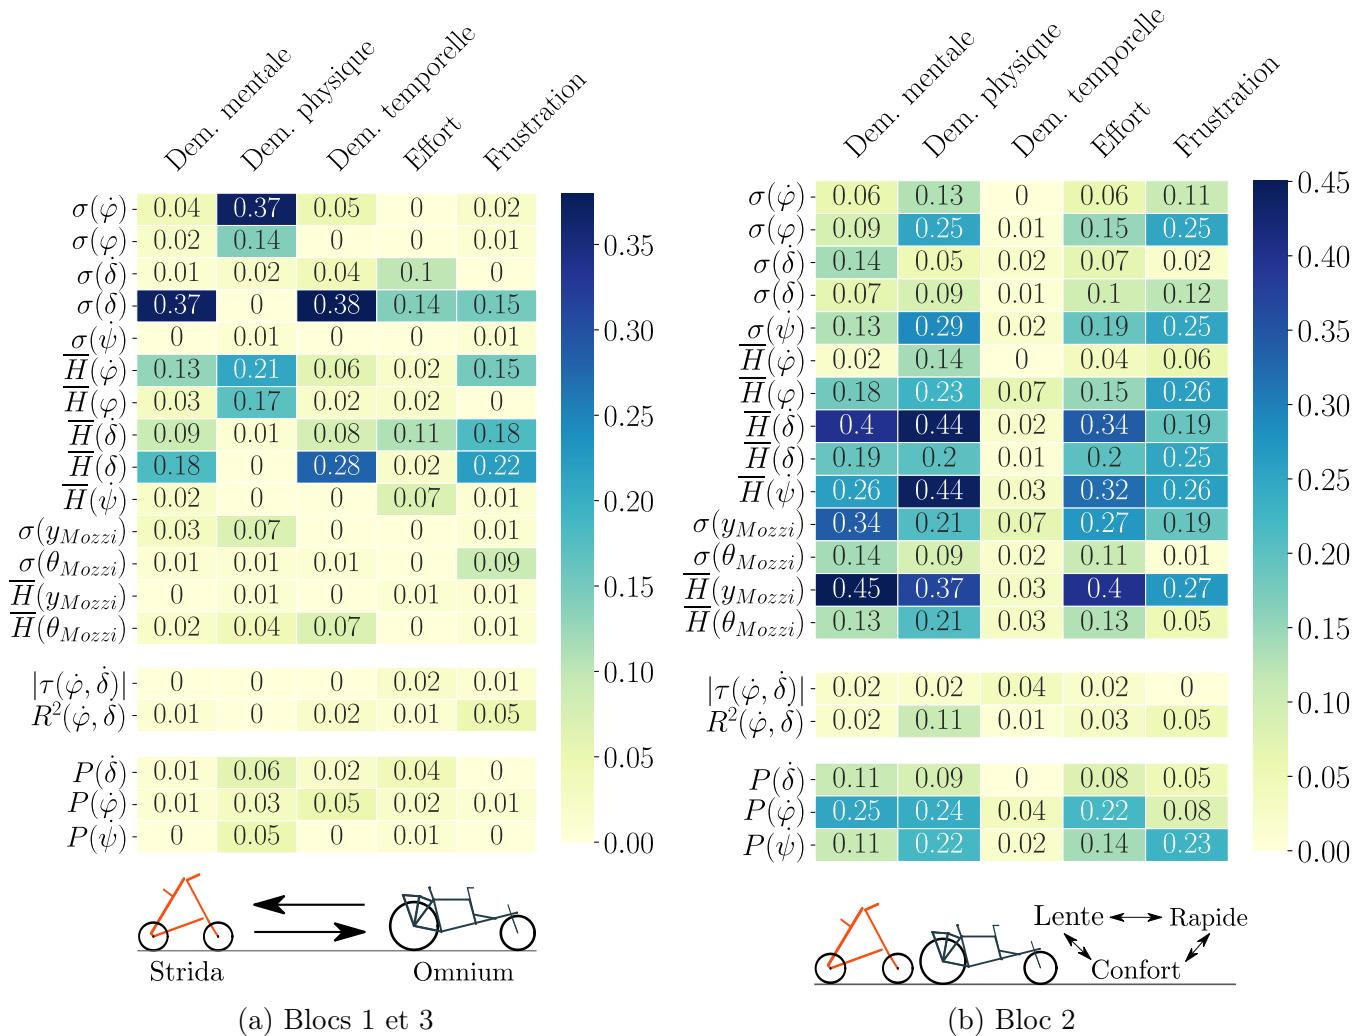 Dem. mentale Dem. physique Dem. temporelle Effort Frustration
σ(φ̇) 0.04 0.37 0.05 0 0.02
σ(φ) 0.02 0.14 0 0 0.01
σ(δ̇) 0.01 0.02 0.04 0.1 0
σ(δ) 0.37 0 0.38 0.14 0.15
σ(ψ̇) 0 0.01 0 0 0.01
H̅(φ̇) 0.13 0.21 0.06 0.02 0.15
H̅(φ) 0.03 0.17 0.02 0.02 0
H̅(δ̇) 0.09 0.01 0.08 0.11 0.18
H̅(δ) 0.18 0 0.28 0.02 0.22
H̅(ψ̇) 0.02 0 0 0.07 0.01
σ(y_Mozzi) 0.03 0.07 0 0 0.01
σ(θ_Mozzi) 0.01 0.01 0.01 0 0.09
H̅(y_Mozzi) 0 0.01 0 0.01 0.01
H̅(θ_Mozzi) 0.02 0.04 0.07 0 0.01
|τ(φ̇, δ̇)| 0 0 0 0.02 0.01
R²(φ̇, δ̇) 0.01 0 0.02 0.01 0.05
P(δ̇) 0.01 0.06 0.02 0.04 0
P(φ̇) 0.01 0.03 0.05 0.02 0.01
P(ψ̇) 0 0.05 0 0.01 0
0.35
0.30
0.25
0.20
0.15
0.10
0.05
0.00
Strida Omnium
(a) Blocs 1 et 3
Dem. mentale Dem. physique Dem. temporelle Effort Frustration
σ(φ̇) 0.06 0.13 0 0.06 0.11
σ(φ) 0.09 0.25 0.01 0.15 0.25
σ(δ̇) 0.14 0.05 0.02 0.07 0.02
σ(δ) 0.07 0.09 0.01 0.1 0.12
σ(ψ̇) 0.13 0.29 0.02 0.19 0.25
H̅(φ̇) 0.02 0.14 0 0.04 0.06
H̅(φ) 0.18 0.23 0.07 0.15 0.26
H̅(δ̇) 0.4 0.44 0.02 0.34 0.19
H̅(δ) 0.19 0.2 0.01 0.2 0.25
H̅(ψ̇) 0.26 0.44 0.03 0.32 0.26
σ(y_Mozzi) 0.34 0.21 0.07 0.27 0.19
σ(θ_Mozzi) 0.14 0.09 0.02 0.11 0.01
H̅(y_Mozzi) 0.45 0.37 0.03 0.4 0.27
H̅(θ_Mozzi) 0.13 0.21 0.03 0.13 0.05
|τ(φ̇, δ̇)| 0.02 0.02 0.04 0.02 0
R²(φ̇, δ̇) 0.02 0.11 0.01 0.03 0.05
P(δ̇) 0.11 0.09 0 0.08 0.05
P(φ̇) 0.25 0.24 0.04 0.22 0.08
P(ψ̇) 0.11 0.22 0.02 0.14 0.23
0.45
0.40
0.35
0.30
0.25
0.20
0.15
0.10
0.05
0.00
Lente Rapide
Confort
(b) Bloc 2